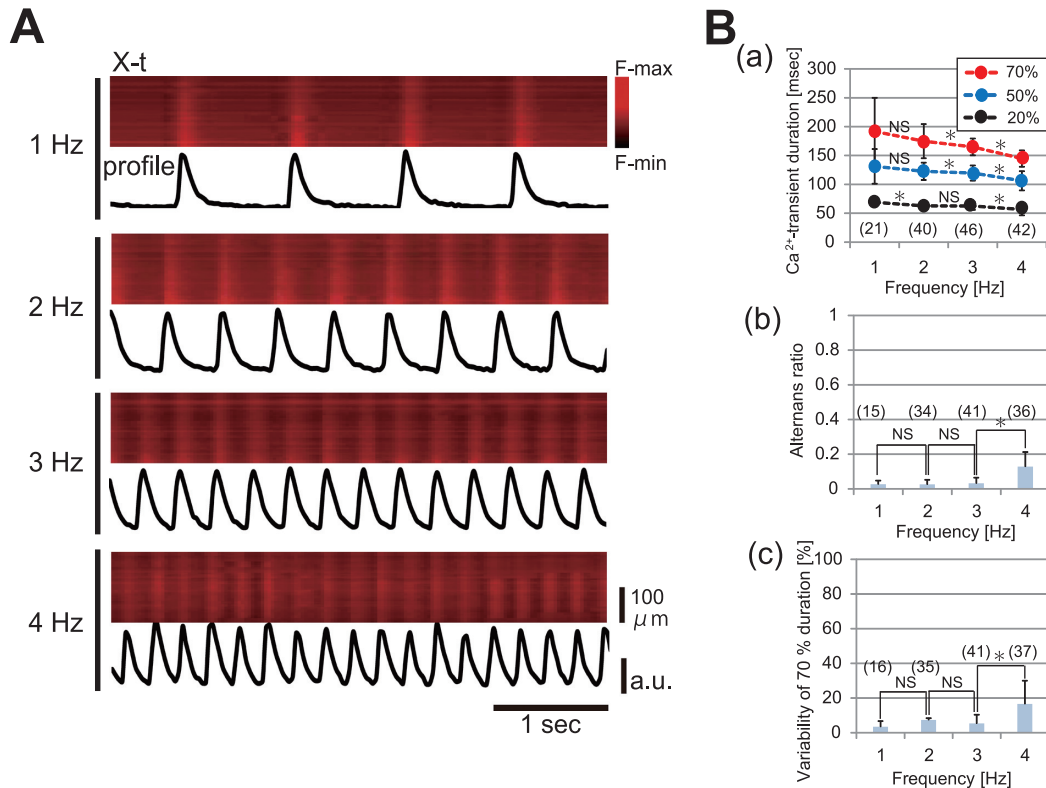 A
X-t
F-max
F-min
1 Hz
profile
2 Hz
3 Hz
4 Hz
100
μm
a.u.
1 sec
B
(a)
Ca²⁺-transient duration [msec]
300
250
200
150
100
50
0
70%
50%
20%
NS * *
NS * *
* NS *
(21) (40) (46) (42)
1 2 3 4
Frequency [Hz]
(b)
Alternans ratio
1
0.8
0.6
0.4
0.2
0
(15) (34) (41) (36)
NS NS *
1 2 3 4
Frequency [Hz]
(c)
Variability of 70 % duration [%]
100
80
60
40
20
0
(16) (35) (41) (37)
NS NS *
1 2 3 4
Frequency [Hz]